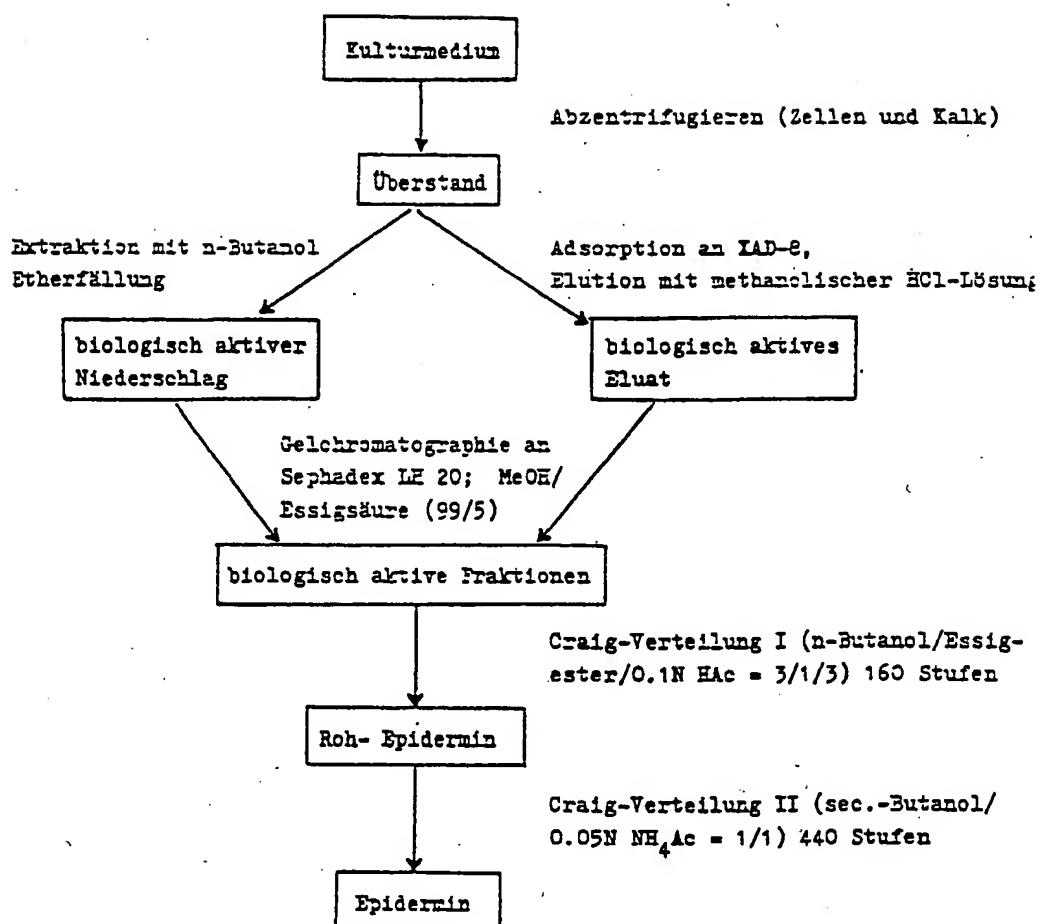 Kulturmedium
Abzentrifugieren (Zellen und Kalk)
Überstand
Extraktion mit n-Butanol
Etherfällung
Adsorption an XAD-8,
Elution mit methanolischer HCl-Lösung
biologisch aktiver
Niederschlag
biologisch aktives
Eluat
Gelchromatographie an
Sephadex LH 20; MeOH/
Essigsäure (99/5)
biologisch aktive Fraktionen
Craig-Verteilung I (n-Butanol/Essig-
ester/0.1N HAc = 3/1/3) 160 Stufen
Roh- Epidermin
Craig-Verteilung II (sec.-Butanol/
0.05N NH₄Ac = 1/1) 440 Stufen
Epidermin